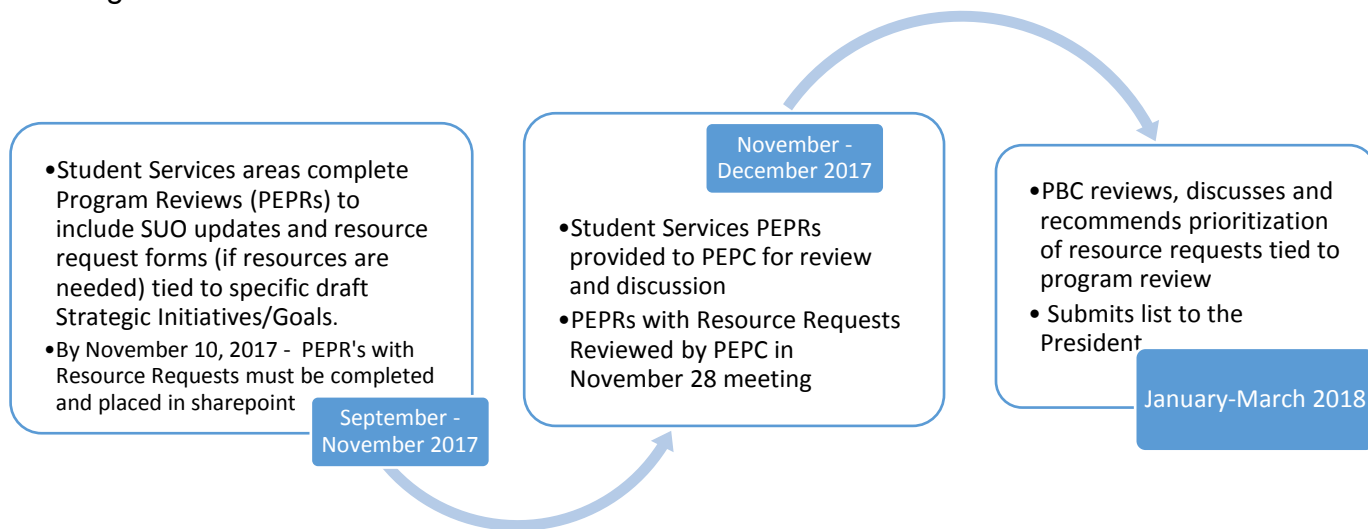 •Student Services areas complete
Program Reviews (PEPRs) to
include SUO updates and resource
request forms (if resources are
needed) tied to specific draft
Strategic Initiatives/Goals.
•By November 10, 2017 - PEPR's with
Resource Requests must be completed
and placed in sharepoint
September -
November 2017
November -
December 2017
•Student Services PEPRs
provided to PEPC for review
and discussion
•PEPRs with Resource Requests
Reviewed by PEPC in
November 28 meeting
•PBC reviews, discusses and
recommends prioritization
of resource requests tied to
program review
• Submits list to the
President
January-March 2018